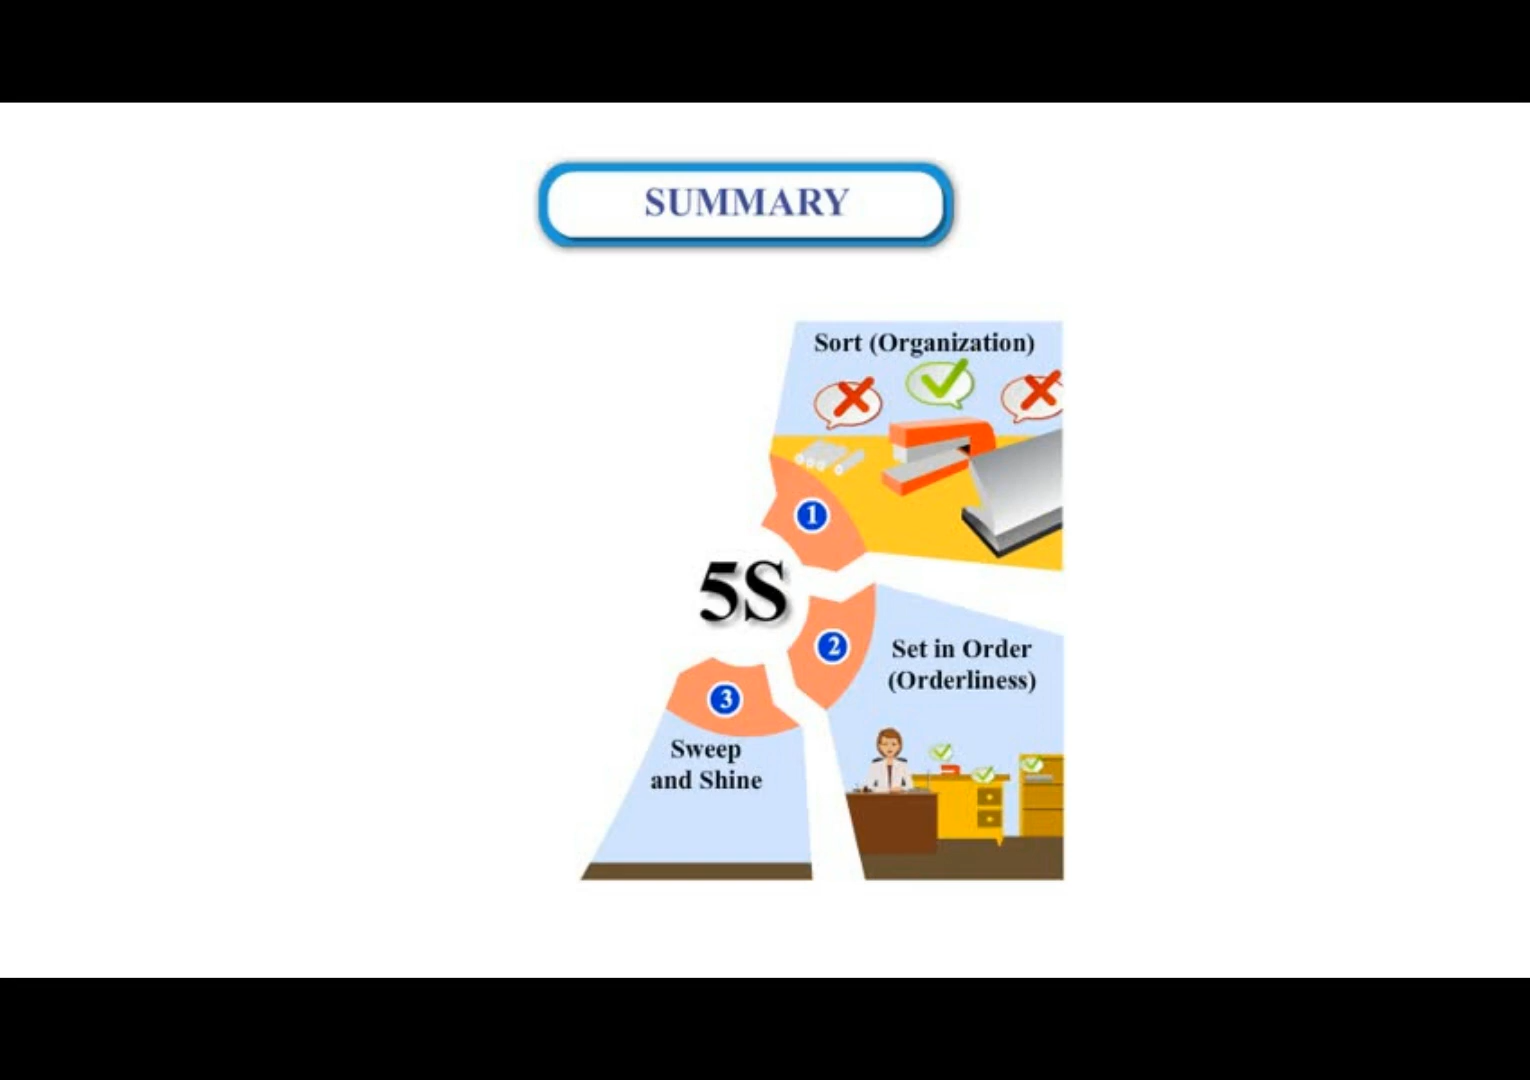 SUMMARY
Sort (Organization)
1
5S
2
Set in Order
(Orderliness)
3
Sweep
and Shine